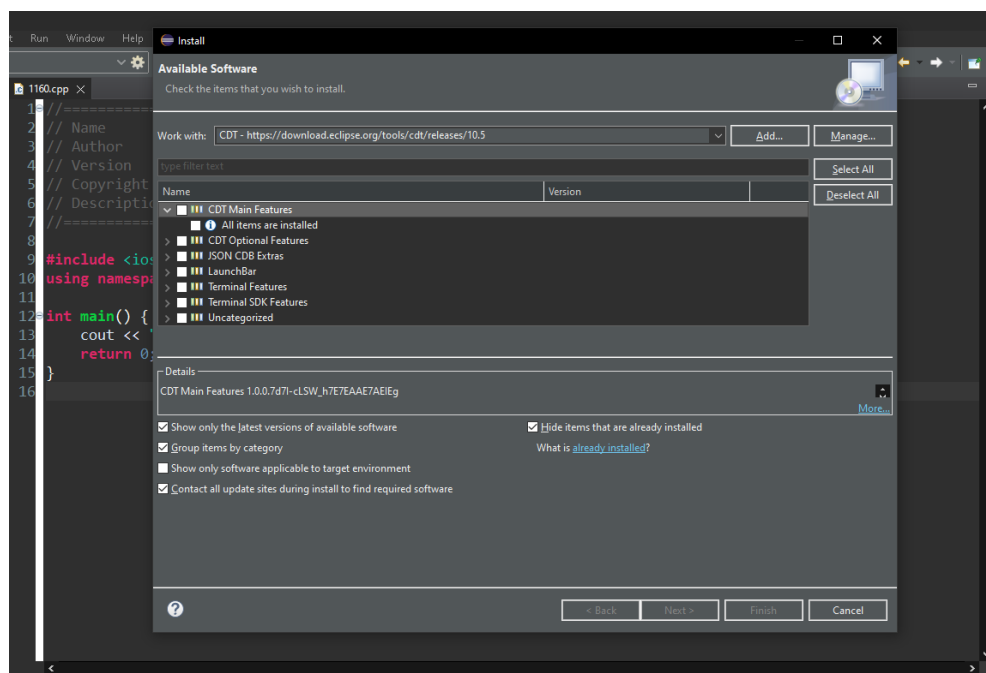 t Run Window Help
Install
1160.cpp
Available Software
Check the items that you wish to install.
Work with: CDT - https://download.eclipse.org/tools/cdt/releases/10.5 Add... Manage...
type filter text Select All
Name Version Deselect All
CDT Main Features
All items are installed
CDT Optional Features
JSON CDB Extras
LaunchBar
Terminal Features
Terminal SDK Features
Uncategorized
Details
CDT Main Features 1.0.0.7d7I-cLSW_h7E7EAAE7AEIEg
More...
Show only the latest versions of available software Hide items that are already installed
Group items by category What is already installed?
Show only software applicable to target environment
Contact all update sites during install to find required software
< Back Next > Finish Cancel
1 //===========
2 // Name
3 // Author
4 // Version
5 // Copyright
6 // Descriptio
7 //===========
8
9 #include <ios
10 using namespa
11
12 int main() {
13 cout << "
14 return 0;
15 }
16